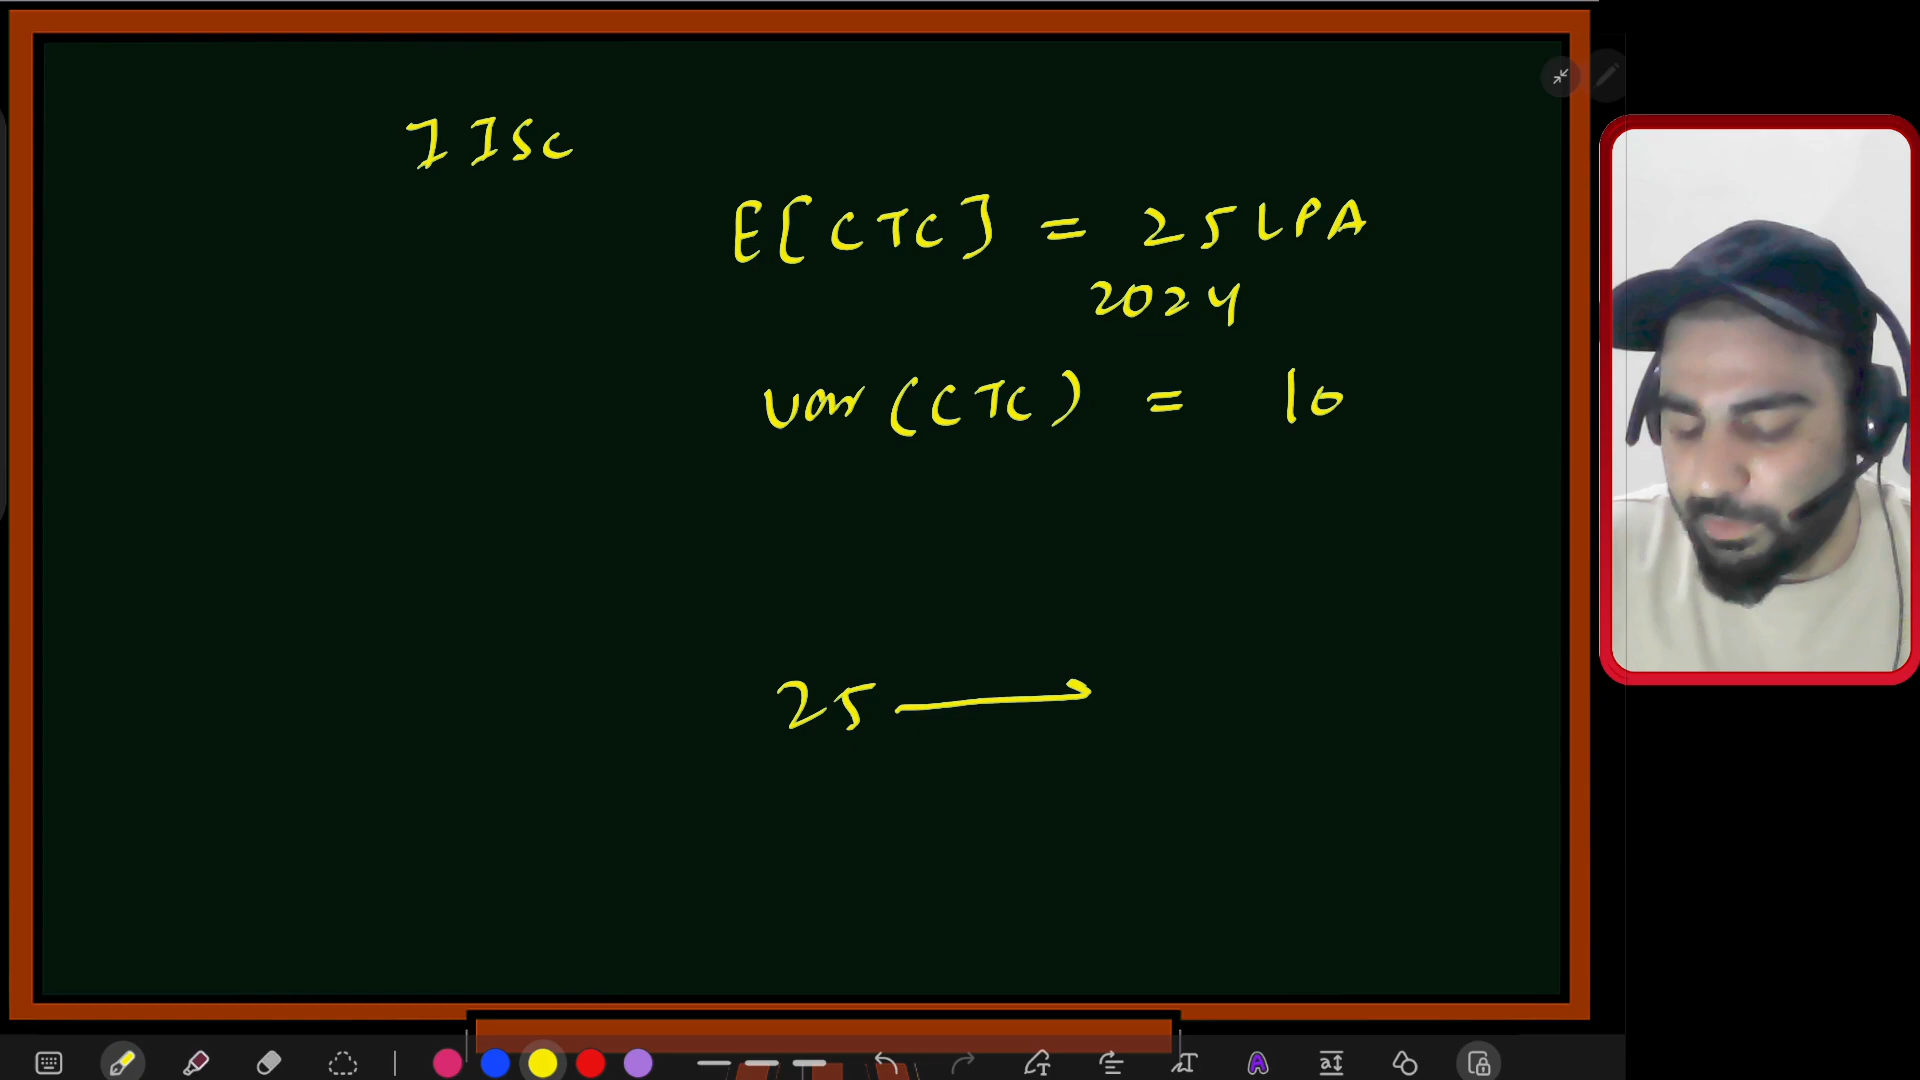 IISc
E[CTC] = 25 LPA
2024
Var (CTC) = 10
25 →